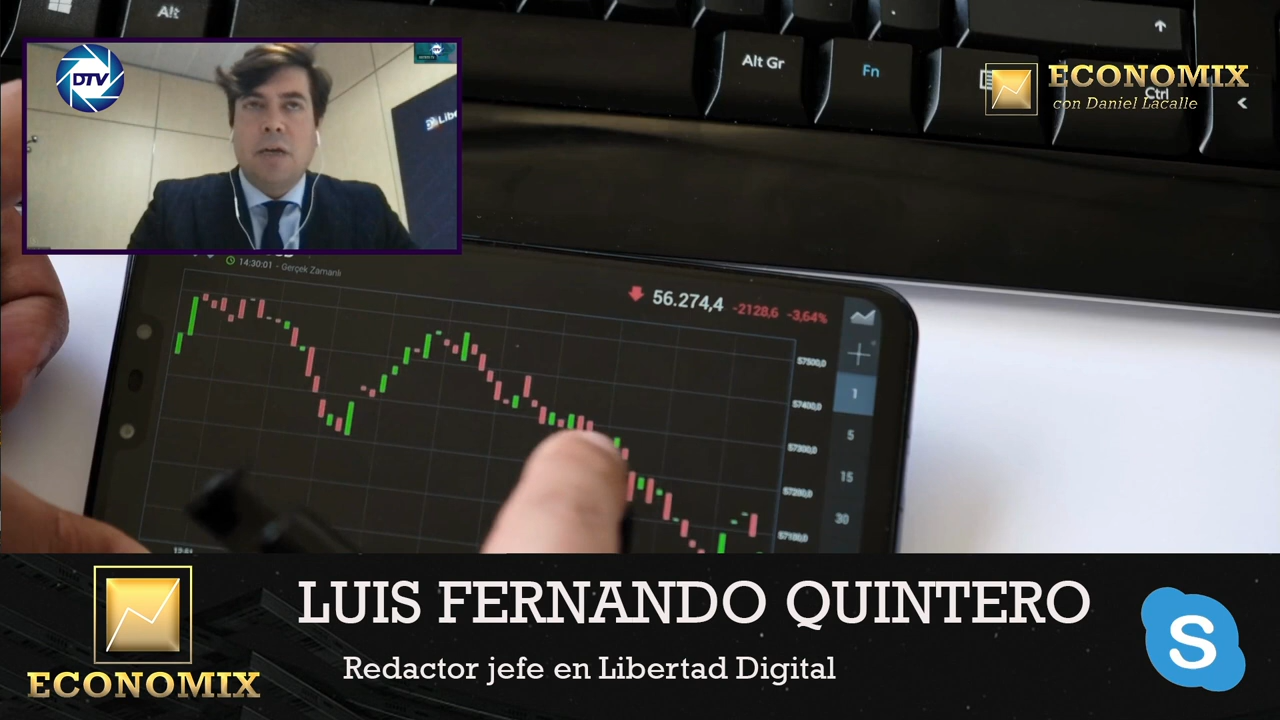 Alt
Alt Gr
Fn
Ctrl
DTV
ECONOMIX
con Daniel Lacalle
14:30:01 - Gerçek Zamanlı
56.274,4 -2128,6 -3,64%
57500,0
57400,0
57300,0
57200,0
57100,0
1
5
15
30
LUIS FERNANDO QUINTERO
Redactor jefe en Libertad Digital
ECONOMIX
S